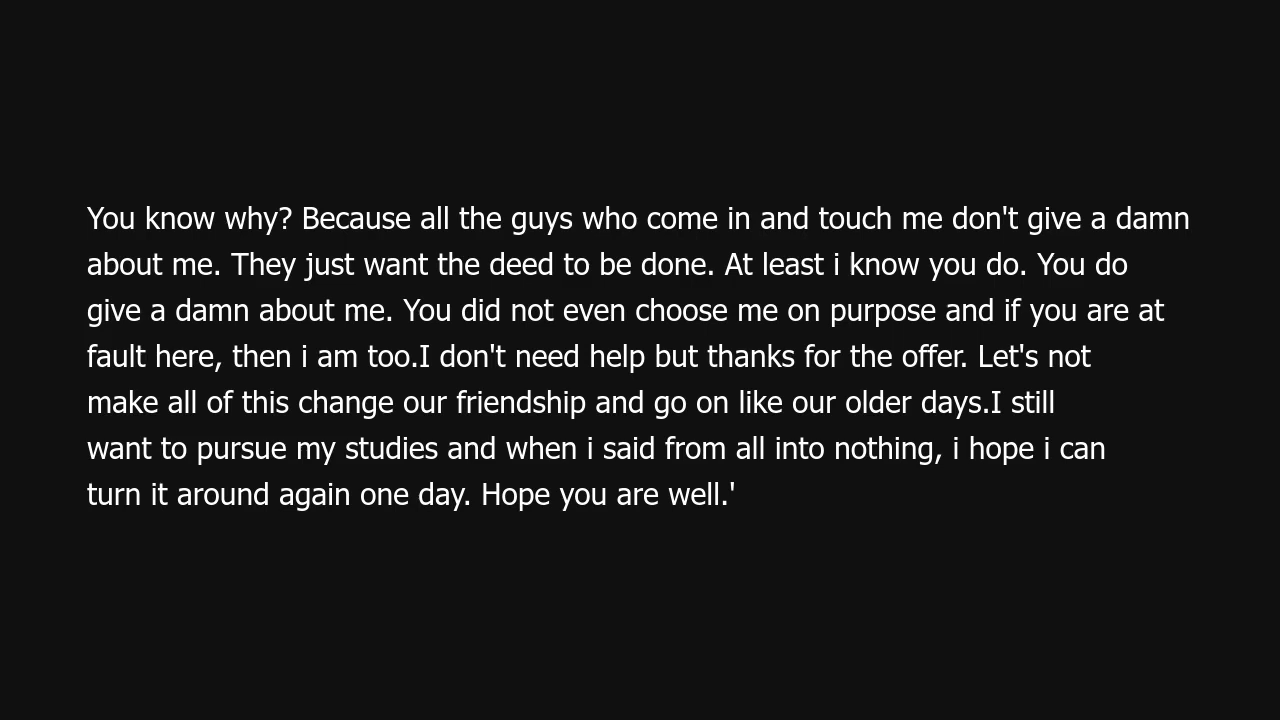 You know why? Because all the guys who come in and touch me don't give a damn
about me. They just want the deed to be done. At least i know you do. You do
give a damn about me. You did not even choose me on purpose and if you are at
fault here, then i am too.I don't need help but thanks for the offer. Let's not
make all of this change our friendship and go on like our older days.I still
want to pursue my studies and when i said from all into nothing, i hope i can
turn it around again one day. Hope you are well.'